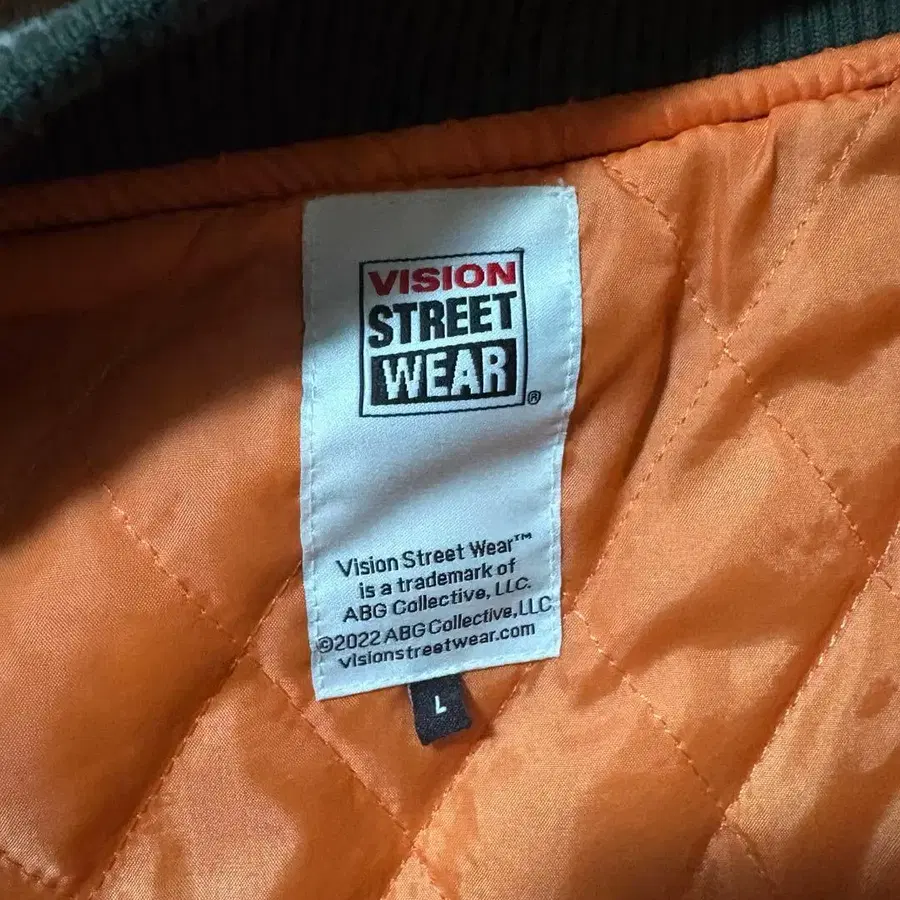 VISION
STREET
WEAR
®
Vision Street Wear™
is a trademark of
ABG Collective, LLC.
©2022 ABG Collective, LLC
visionstreetwear.com
L